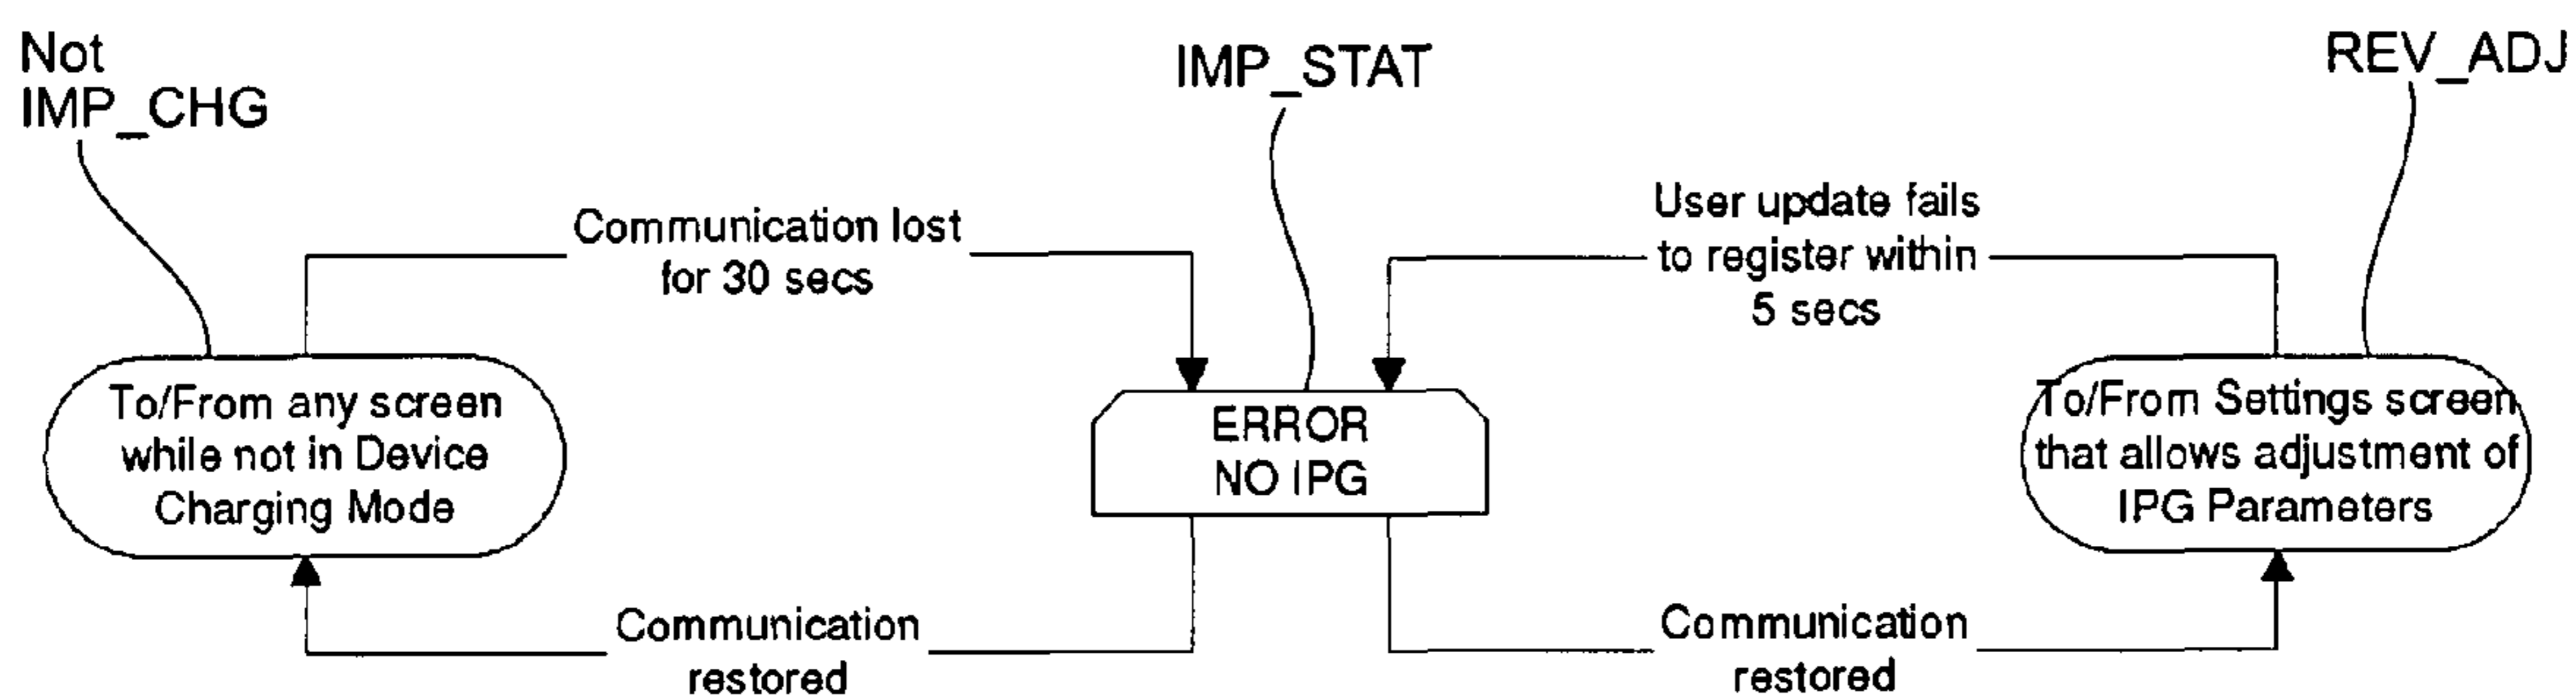 Not
IMP_CHG
IMP_STAT
REV_ADJ
Communication lost
for 30 secs
User update fails
to register within
5 secs
To/From any screen
while not in Device
Charging Mode
ERROR
NO IPG
To/From Settings screen
that allows adjustment of
IPG Parameters
Communication
restored
Communication
restored